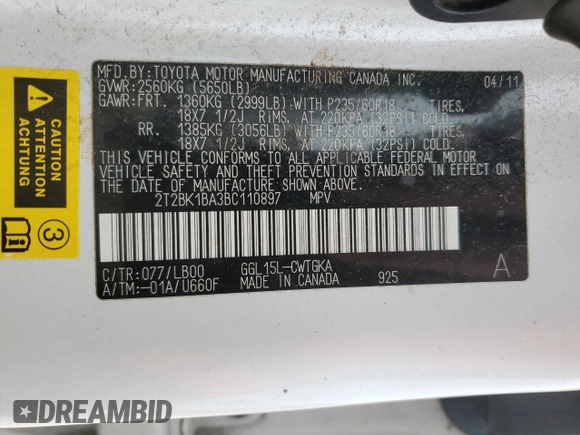 MFD.BY:TOYOTA MOTOR MANUFACTURING CANADA INC. 04/11
GVWR:2560KG (5650LB)
GAWR:FRT. 1360KG (2999LB) WITH P235/60R18 TIRES,
18X7 1/2J RIMS, AT 220KPA (32PSI) COLD.
RR. 1385KG (3056LB) WITH P235/60R18 TIRES,
18X7 1/2J RIMS, AT 220KPA (32PSI) COLD.
THIS VEHICLE CONFORMS TO ALL APPLICABLE FEDERAL MOTOR
VEHICLE SAFETY AND THEFT PREVENTION STANDARDS IN EFFECT
ON THE DATE OF MANUFACTURE SHOWN ABOVE.
2T2BK1BA3BC110897 MPV
C/TR:077/LB00 GGL15L-CWTGKA A
A/TM:-01A/U660F MADE IN CANADA 925
CAUTION
ATTENTION
3
DREAMBID